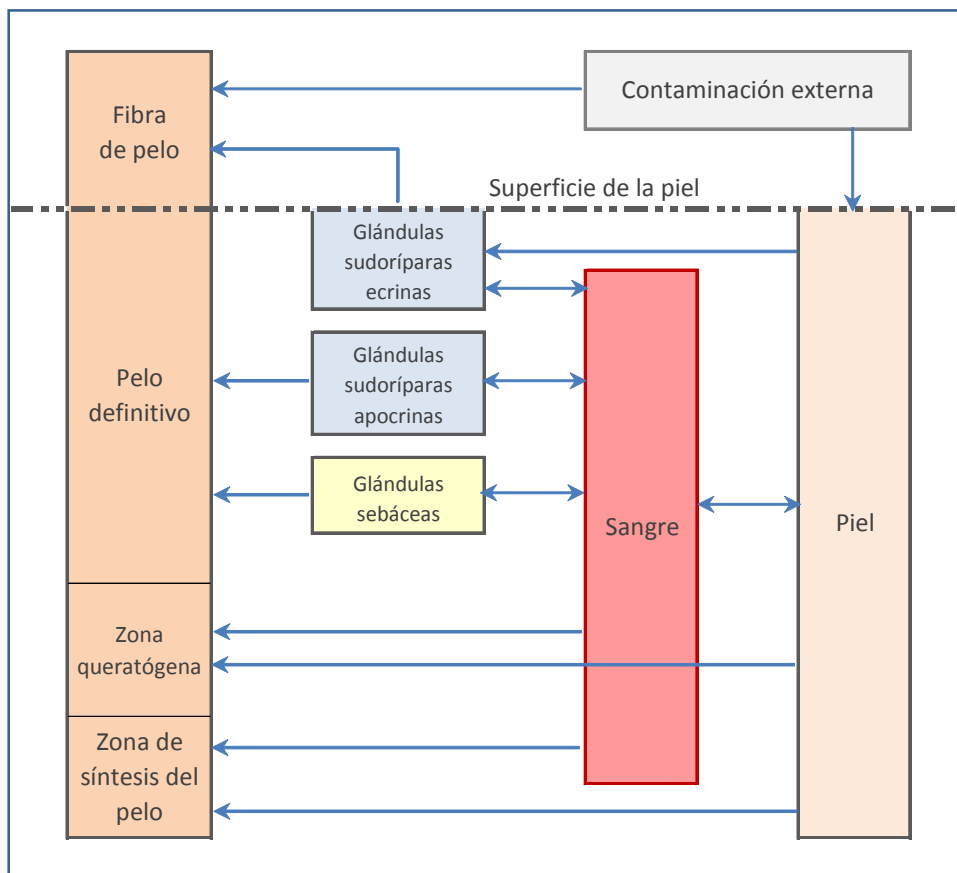 Contaminación externa
Fibra
de pelo
Superficie de la piel
Glándulas
sudoríparas
ecrinas
Glándulas
sudoríparas
apocrinas
Pelo
definitivo
Glándulas
sebáceas
Sangre
Piel
Zona
queratógena
Zona de
síntesis del
pelo